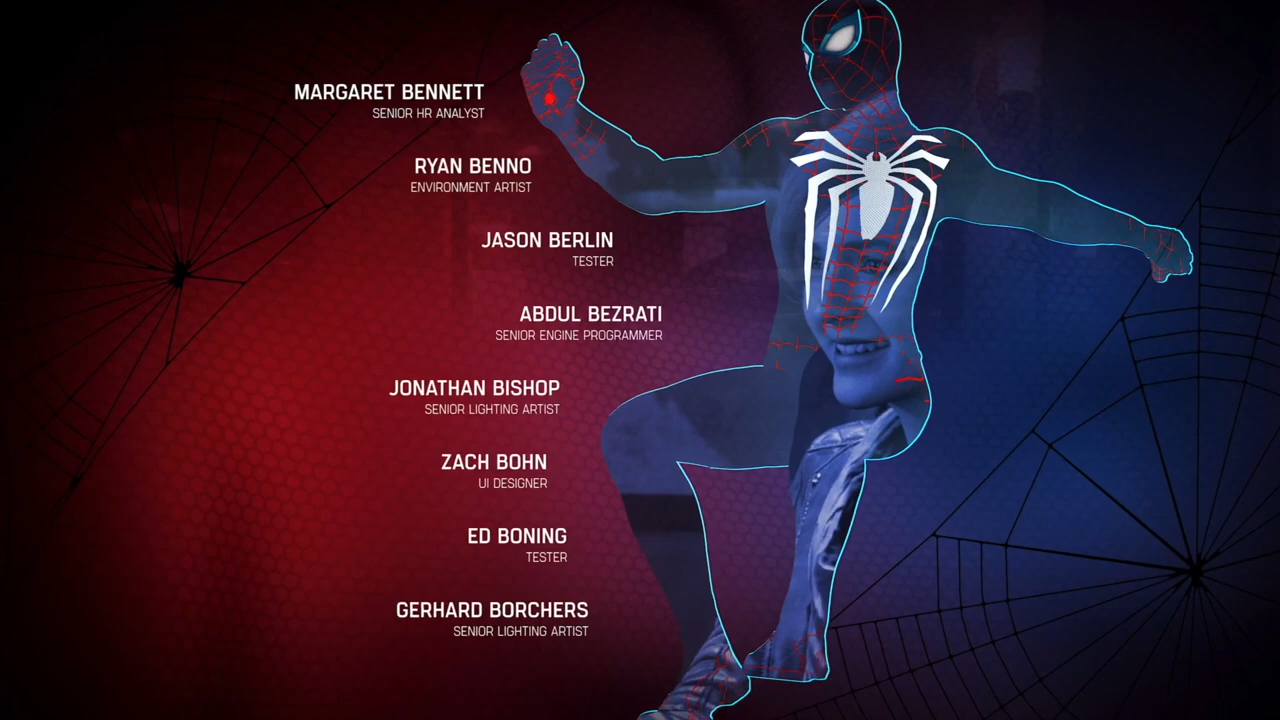 MARGARET BENNETT
SENIOR HR ANALYST
RYAN BENNO
ENVIRONMENT ARTIST
JASON BERLIN
TESTER
ABDUL BEZRATI
SENIOR ENGINE PROGRAMMER
JONATHAN BISHOP
SENIOR LIGHTING ARTIST
ZACH BOHN
UI DESIGNER
ED BONING
TESTER
GERHARD BORCHERS
SENIOR LIGHTING ARTIST